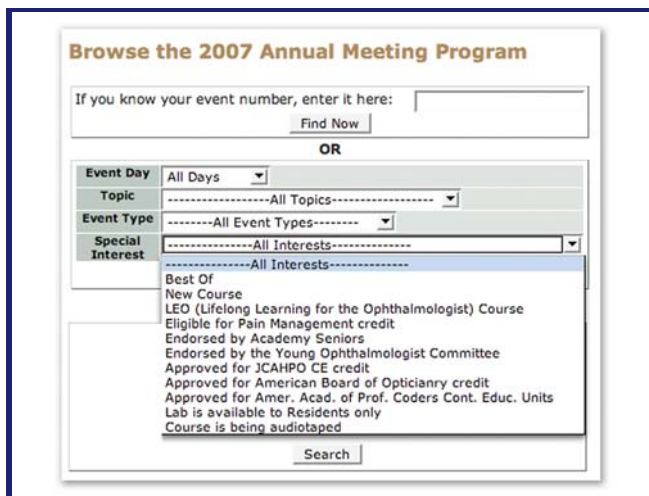 Browse the 2007 Annual Meeting Program
If you know your event number, enter it here:
Find Now
OR
Event Day All Days
Topic ------------------All Topics------------------
Event Type --------All Event Types--------
Special Interest ---------------All Interests--------------
---------------All Interests--------------
Best Of
New Course
LEO (Lifelong Learning for the Ophthalmologist) Course
Eligible for Pain Management credit
Endorsed by Academy Seniors
Endorsed by the Young Ophthalmologist Committee
Approved for JCAHPO CE credit
Approved for American Board of Opticianry credit
Approved for Amer. Acad. of Prof. Coders Cont. Educ. Units
Lab is available to Residents only
Course is being audiotaped
Search